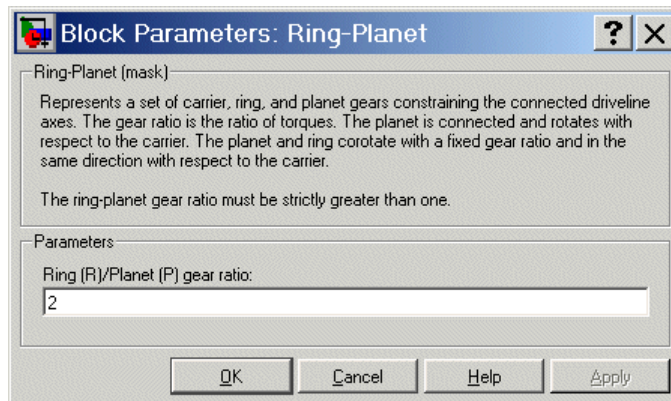 Block Parameters: Ring-Planet
Ring-Planet (mask)
Represents a set of carrier, ring, and planet gears constraining the connected driveline
axes. The gear ratio is the ratio of torques. The planet is connected and rotates with
respect to the carrier. The planet and ring corotate with a fixed gear ratio and in the
same direction with respect to the carrier.
The ring-planet gear ratio must be strictly greater than one.
Parameters
Ring (R)/Planet (P) gear ratio:
2
OK Cancel Help Apply